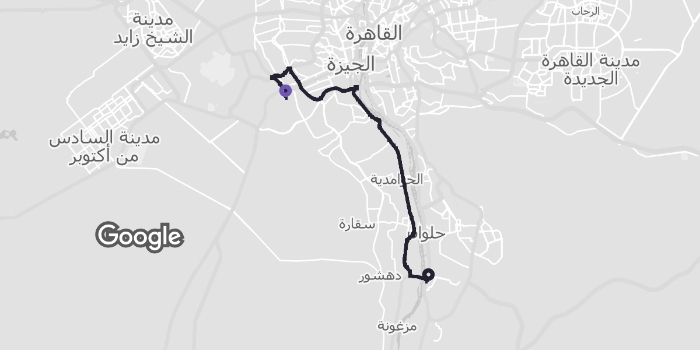 الرحاب
مدينة
الشيخ زايد
القاهرة
الجيزة
مدينة القاهرة
الجديدة
مدينة السادس
من أكتوبر
الحوامدية
سقارة
حلوان
دهشور
مزغونة
Google